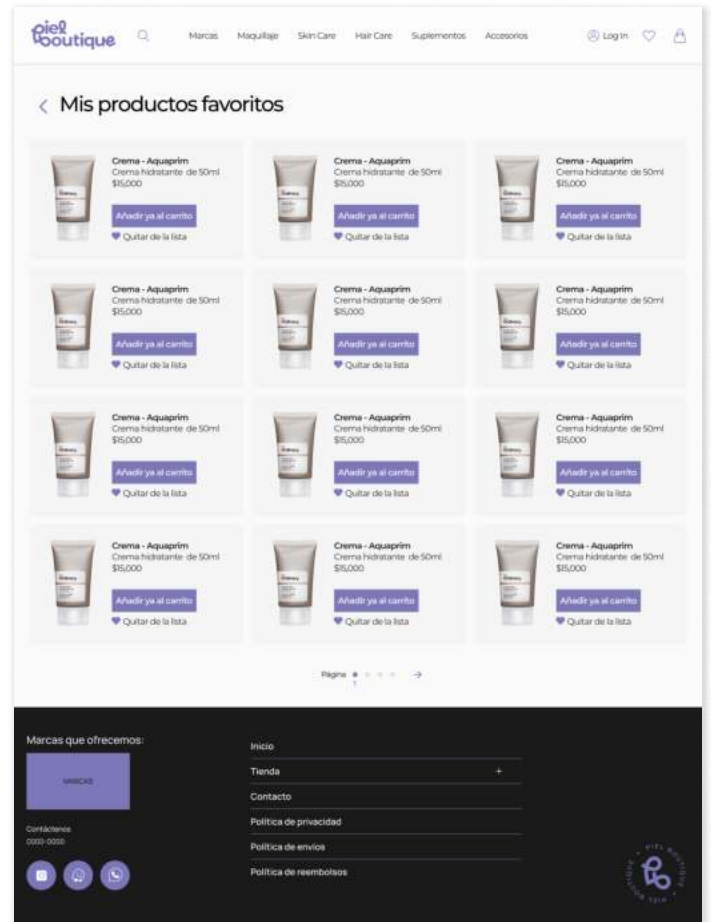 piel
boutique
Marcas Maquillaje Skin Care Hair Care Suplementos Accesorios Log in
Mis productos favoritos
Crema - Aquaprim
Crema hidratante de 50ml
$15,000
Añadir ya al carrito
Quitar de la lista
Crema - Aquaprim
Crema hidratante de 50ml
$15,000
Añadir ya al carrito
Quitar de la lista
Crema - Aquaprim
Crema hidratante de 50ml
$15,000
Añadir ya al carrito
Quitar de la lista
Crema - Aquaprim
Crema hidratante de 50ml
$15,000
Añadir ya al carrito
Quitar de la lista
Crema - Aquaprim
Crema hidratante de 50ml
$15,000
Añadir ya al carrito
Quitar de la lista
Crema - Aquaprim
Crema hidratante de 50ml
$15,000
Añadir ya al carrito
Quitar de la lista
Crema - Aquaprim
Crema hidratante de 50ml
$15,000
Añadir ya al carrito
Quitar de la lista
Crema - Aquaprim
Crema hidratante de 50ml
$15,000
Añadir ya al carrito
Quitar de la lista
Crema - Aquaprim
Crema hidratante de 50ml
$15,000
Añadir ya al carrito
Quitar de la lista
Crema - Aquaprim
Crema hidratante de 50ml
$15,000
Añadir ya al carrito
Quitar de la lista
Crema - Aquaprim
Crema hidratante de 50ml
$15,000
Añadir ya al carrito
Quitar de la lista
Crema - Aquaprim
Crema hidratante de 50ml
$15,000
Añadir ya al carrito
Quitar de la lista
Página
1
Marcas que ofrecemos:
MARCAS
Contáctenos
0000-0000
Inicio
Tienda +
Contacto
Política de privacidad
Política de envíos
Política de reembolsos
PIEL BOUTIQUE • PIEL BOUTIQUE •